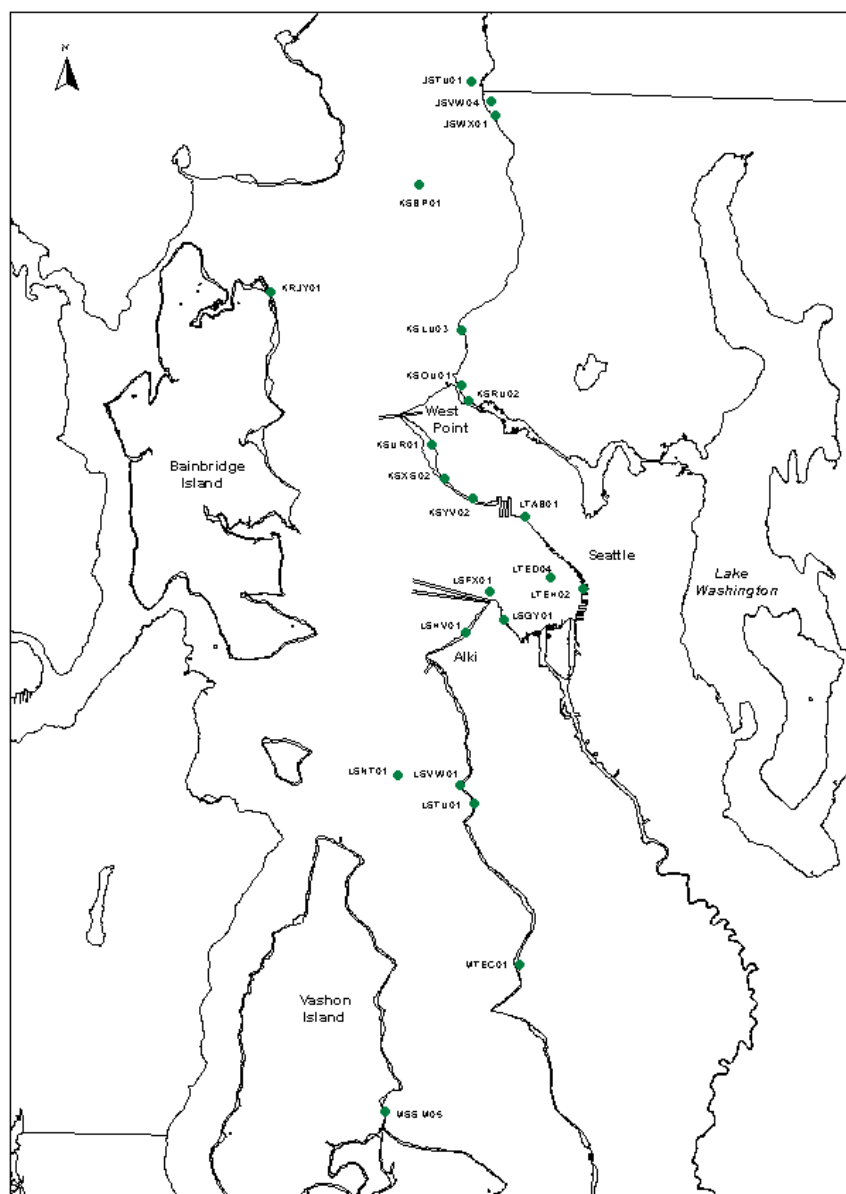 N
JSTU01
JSVW04
JSWX01
KSBP01
KRJY01
KSLU03
KSOU01
KSRU02
West
Point
KSUR01
Bainbridge
Island
KSXS02
KSYV02
LTAB01
Seattle
LTED04
Lake
Washington
LSFX01
LTEH02
LSGY01
LSHV01
Alki
LSNT01
LSVW01
LSTU01
MTEC01
Vashon
Island